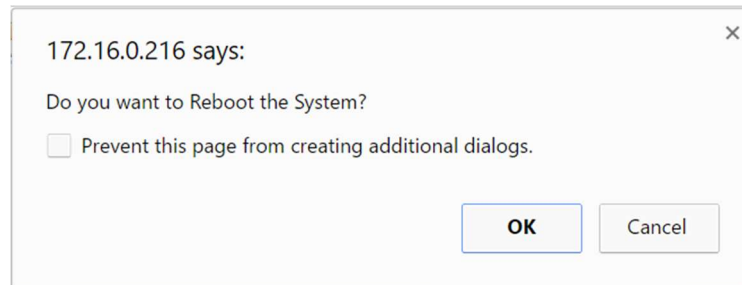 172.16.0.216 says:
Do you want to Reboot the System?
Prevent this page from creating additional dialogs.
OK Cancel